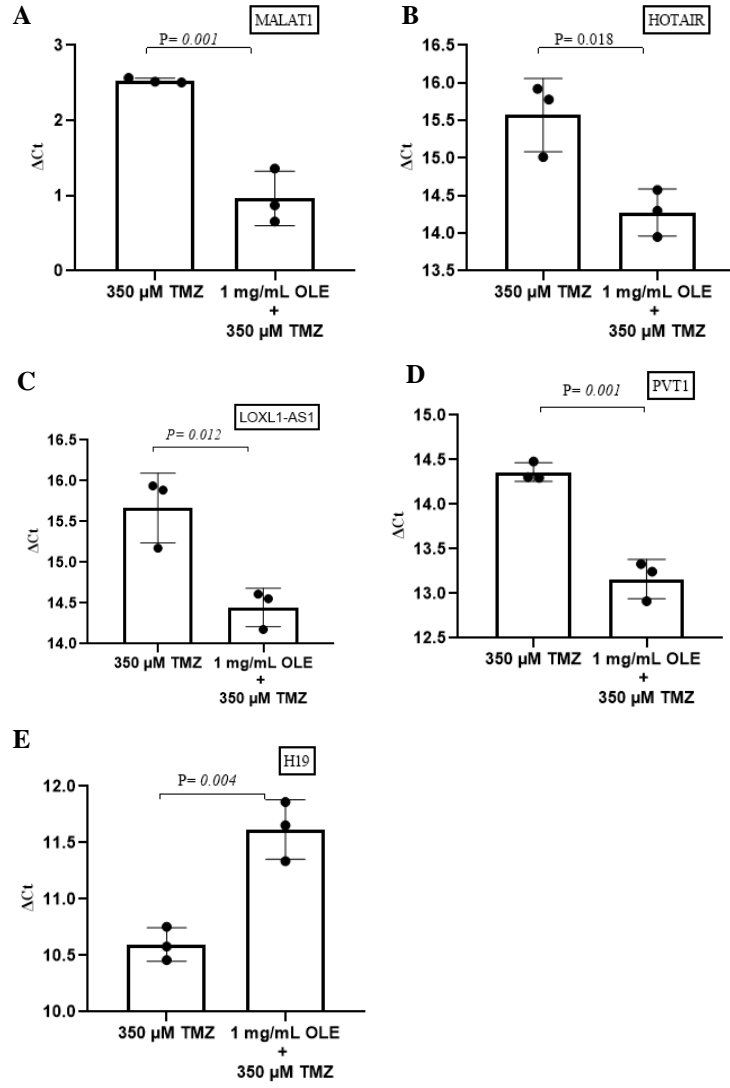 A
MALAT1
P= 0.001
ΔCt
3
2
1
0
350 µM TMZ
1 mg/mL OLE
+
350 µM TMZ
B
HOTAIR
P= 0.018
ΔCt
16.5
16.0
15.5
15.0
14.5
14.0
13.5
350 µM TMZ
1 mg/mL OLE
+
350 µM TMZ
C
LOXL1-AS1
P= 0.012
ΔCt
16.5
16.0
15.5
15.0
14.5
14.0
350 µM TMZ
1 mg/mL OLE
+
350 µM TMZ
D
PVT1
P= 0.001
ΔCt
15.0
14.5
14.0
13.5
13.0
12.5
350 µM TMZ
1 mg/mL OLE
+
350 µM TMZ
E
H19
P= 0.004
ΔCt
12.0
11.5
11.0
10.5
10.0
350 µM TMZ
1 mg/mL OLE
+
350 µM TMZ